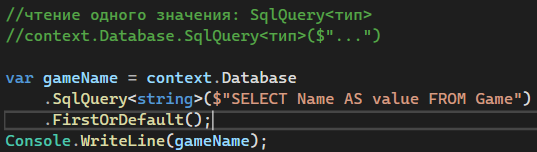 //чтение одного значения: SqlQuery<тип>
//context.Database.SqlQuery<тип>($"...")
var gameName = context.Database
.SqlQuery<string>($"SELECT Name AS value FROM Game")
.FirstOrDefault();
Console.WriteLine(gameName);